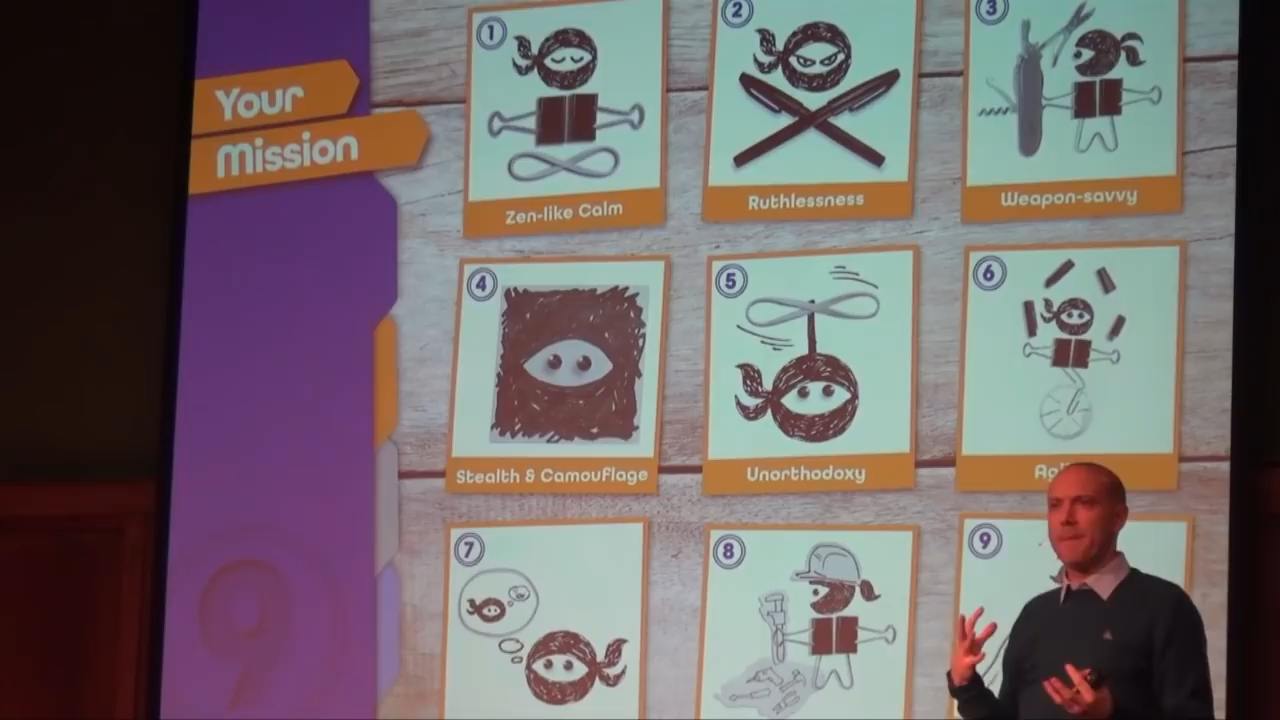 Your
Mission
1
Zen-like Calm
2
Ruthlessness
3
Weapon-savvy
4
Stealth & Camouflage
5
Unorthodoxy
6
7
8
9
9